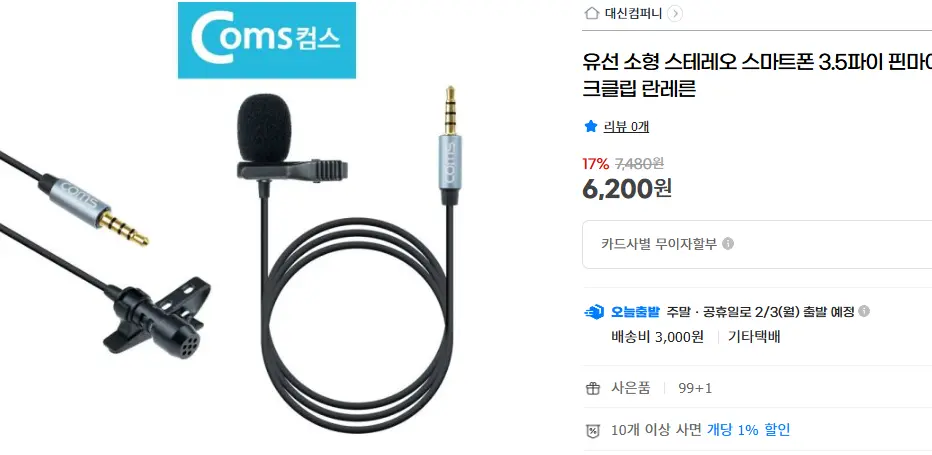 Coms컴스
coms
coms
대신컴퍼니
유선 소형 스테레오 스마트폰 3.5파이 핀마이
크클립 란레른
리뷰 0개
17% 7,480원
6,200원
카드사별 무이자할부
오늘출발 주말 · 공휴일로 2/3(월) 출발 예정
배송비 3,000원 기타택배
사은품 99+1
10개 이상 사면 개당 1% 할인